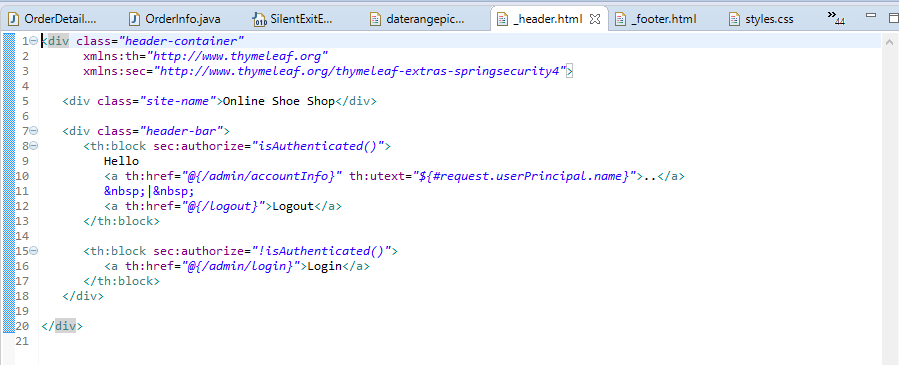 OrderDetail.... OrderInfo.java SilentExitE... daterangepic... _header.html _footer.html styles.css »44
1 <div class="header-container"
2 xmlns:th="http://www.thymeleaf.org"
3 xmlns:sec="http://www.thymeleaf.org/thymeleaf-extras-springsecurity4">
4
5 <div class="site-name">Online Shoe Shop</div>
6
7 <div class="header-bar">
8 <th:block sec:authorize="isAuthenticated()">
9 Hello
10 <a th:href="@{/admin/accountInfo}" th:utext="${#request.userPrincipal.name}">..</a>
11 &nbsp;|&nbsp;
12 <a th:href="@{/logout}">Logout</a>
13 </th:block>
14
15 <th:block sec:authorize="!isAuthenticated()">
16 <a th:href="@{/admin/login}">Login</a>
17 </th:block>
18 </div>
19
20 </div>
21